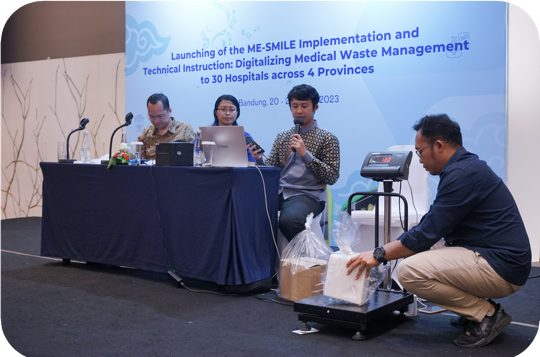 Launching of the ME-SMILE Implementation and
Technical Instruction: Digitalizing Medical Waste Management
to 30 Hospitals across 4 Provinces
Bandung, 20 - 2023